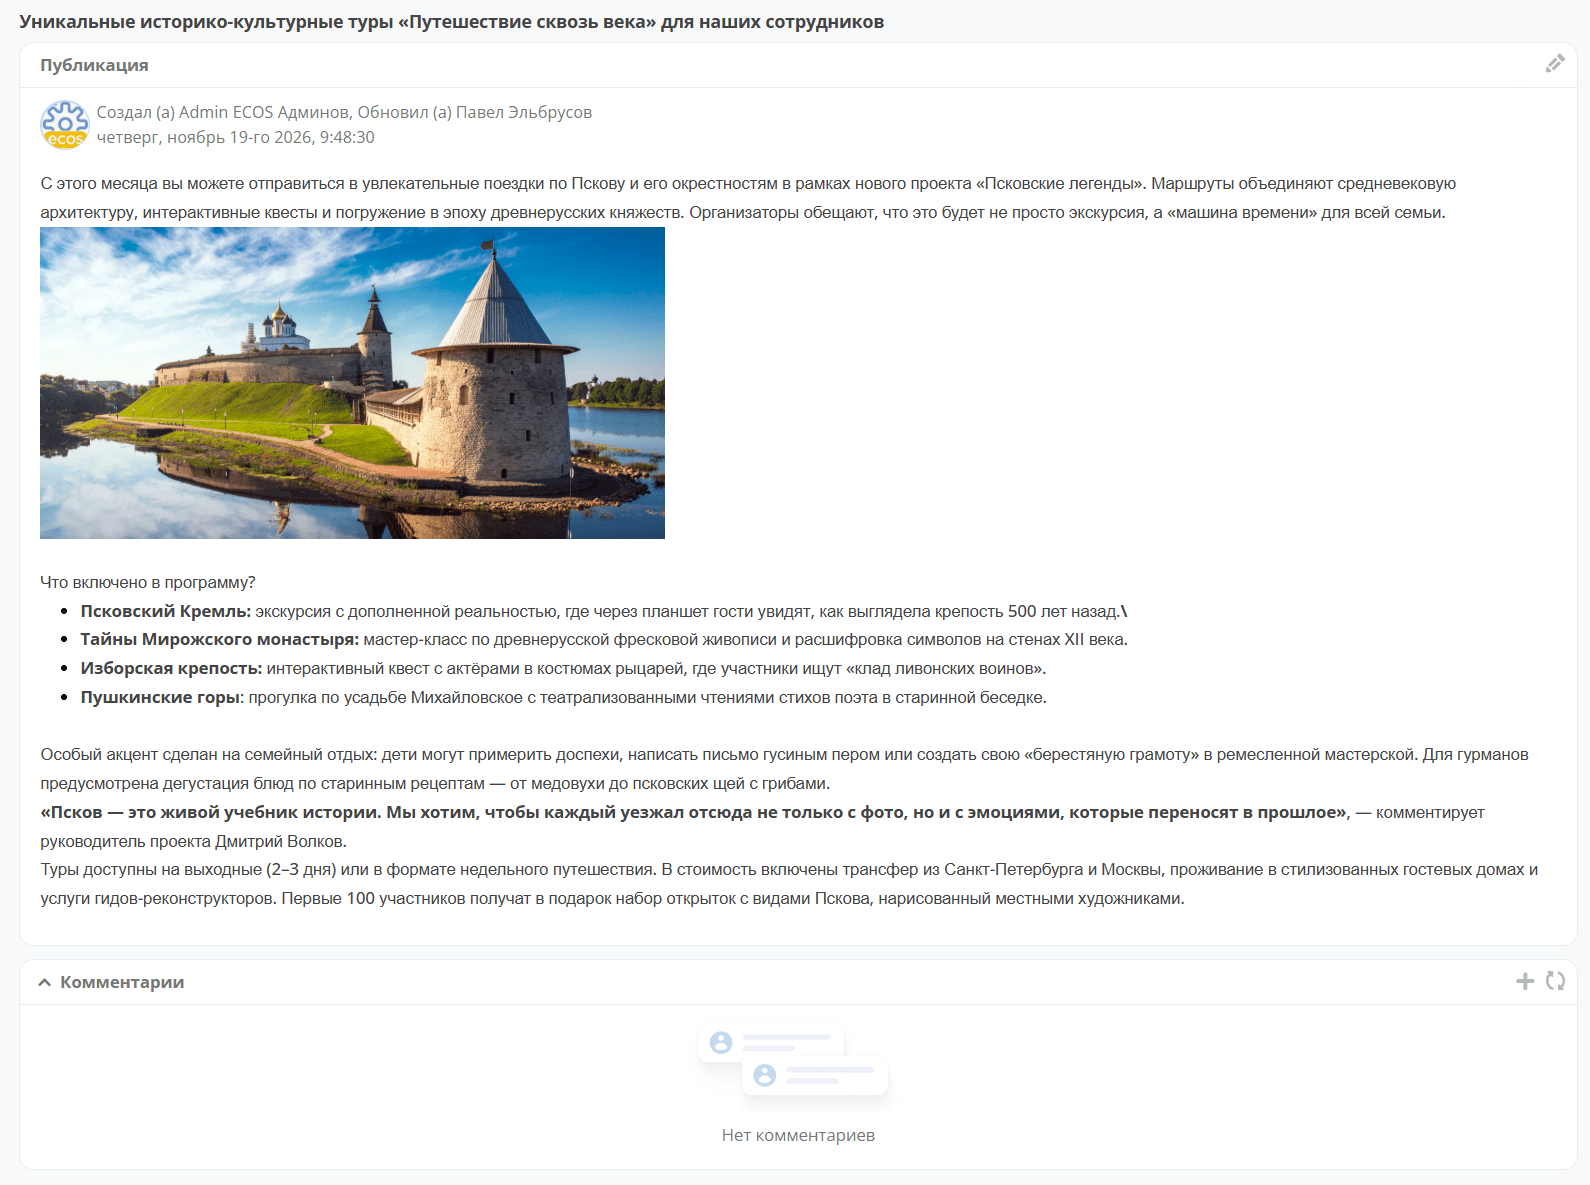 Уникальные историко-культурные туры «Путешествие сквозь века» для наших сотрудников
Публикация
ecos
Создал (а) Admin ECOS Админов, Обновил (а) Павел Эльбрусов
четверг, ноябрь 19-го 2026, 9:48:30
С этого месяца вы можете отправиться в увлекательные поездки по Пскову и его окрестностям в рамках нового проекта «Псковские легенды». Маршруты объединяют средневековую
архитектуру, интерактивные квесты и погружение в эпоху древнерусских княжеств. Организаторы обещают, что это будет не просто экскурсия, а «машина времени» для всей семьи.
Что включено в программу?
• Псковский Кремль: экскурсия с дополненной реальностью, где через планшет гости увидят, как выглядела крепость 500 лет назад.\
• Тайны Мирожского монастыря: мастер-класс по древнерусской фресковой живописи и расшифровка символов на стенах XII века.
• Изборская крепость: интерактивный квест с актёрами в костюмах рыцарей, где участники ищут «клад ливонских воинов».
• Пушкинские горы: прогулка по усадьбе Михайловское с театрализованными чтениями стихов поэта в старинной беседке.
Особый акцент сделан на семейный отдых: дети могут примерить доспехи, написать письмо гусиным пером или создать свою «берестяную грамоту» в ремесленной мастерской. Для гурманов
предусмотрена дегустация блюд по старинным рецептам — от медовухи до псковских щей с грибами.
«Псков — это живой учебник истории. Мы хотим, чтобы каждый уезжал отсюда не только с фото, но и с эмоциями, которые переносят в прошлое», — комментирует
руководитель проекта Дмитрий Волков.
Туры доступны на выходные (2–3 дня) или в формате недельного путешествия. В стоимость включены трансфер из Санкт-Петербурга и Москвы, проживание в стилизованных гостевых домах и
услуги гидов-реконструкторов. Первые 100 участников получат в подарок набор открыток с видами Пскова, нарисованный местными художниками.
Комментарии
Нет комментариев